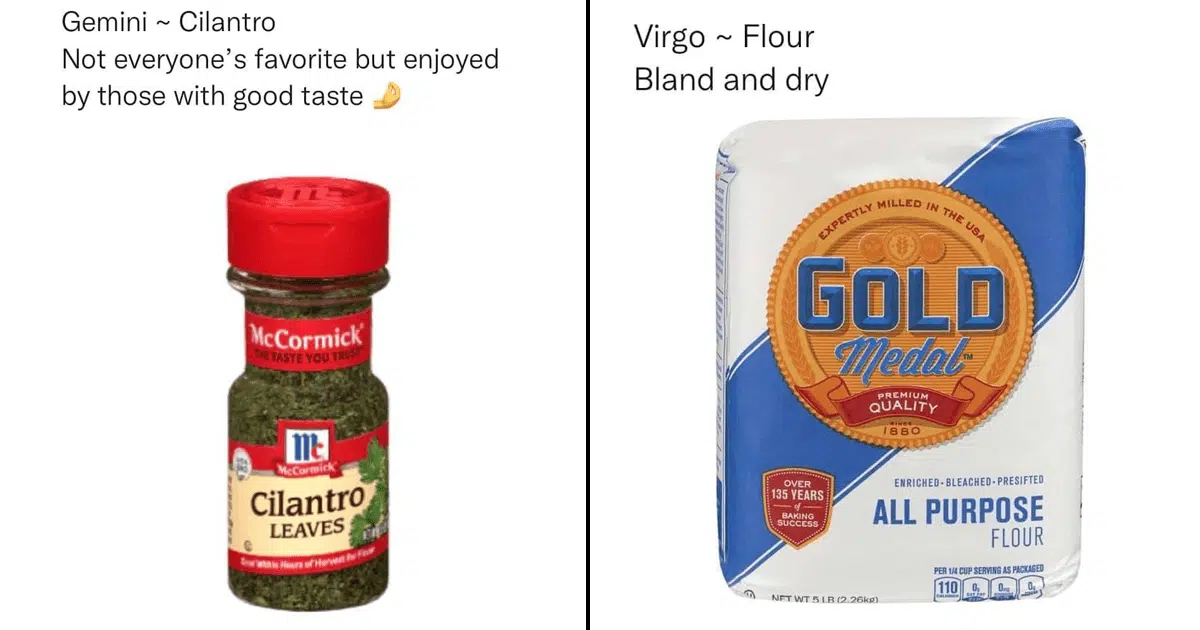 Gemini ~ Cilantro
Not everyone's favorite but enjoyed
by those with good taste 🤌
McCormick
THE TASTE YOU TRUST
Mc
McCormick
Cilantro
LEAVES
Virgo ~ Flour
Bland and dry
EXPERTLY MILLED IN THE USA
GOLD
Medal™
PREMIUM
QUALITY
SINCE
1880
OVER
135 YEARS
of
BAKING
SUCCESS
ENRICHED • BLEACHED • PRESIFTED
ALL PURPOSE
FLOUR
PER 1/4 CUP SERVING AS PACKAGED
110
NET WT 5 LB (2.26kg)